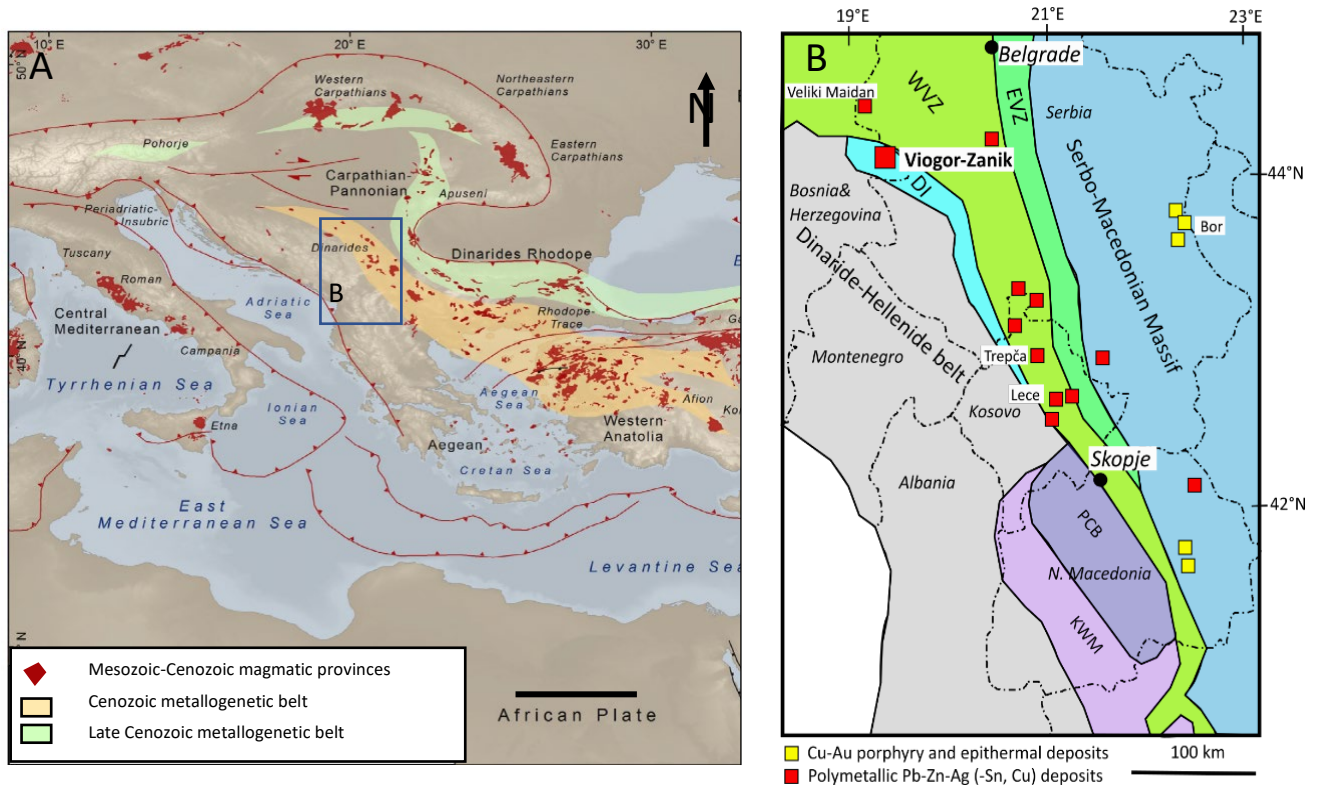 10° E
20° E
30° E
50° N
A
Western
Carpathians
Northeastern
Carpathians
N
Pohorje
Eastern
Carpathians
Carpathian-
Pannonian
Apuseni
Periadriatic-
Insubric
Tuscany
Dinarides
Dinarides Rhodope
Roman
B
Adriatic
Sea
Central
Mediterranean
Rhodope-
Trace
40° N
Campania
Tyrrhenian Sea
Aegean
Sea
Ionian
Sea
Afion
Etna
Western-
Anatolia
Aegean
Cretan Sea
East
Mediterranean Sea
Levantine Sea
Mesozoic-Cenozoic magmatic provinces
Cenozoic metallogenetic belt
Late Cenozoic metallogenetic belt
African Plate
19°E
21°E
23°E
B
Belgrade
Veliki Maidan
WVZ
EVZ
Serbia
Viogor-Zanik
44°N
DI
Bosnia&
Herzegovina
Serbo-Macedonian Massif
Bor
Dinaride-Hellenide belt
Montenegro
Trepča
Lece
Kosovo
Skopje
Albania
42°N
PCB
N. Macedonia
KWM
Cu-Au porphyry and epithermal deposits
100 km
Polymetallic Pb-Zn-Ag (-Sn, Cu) deposits